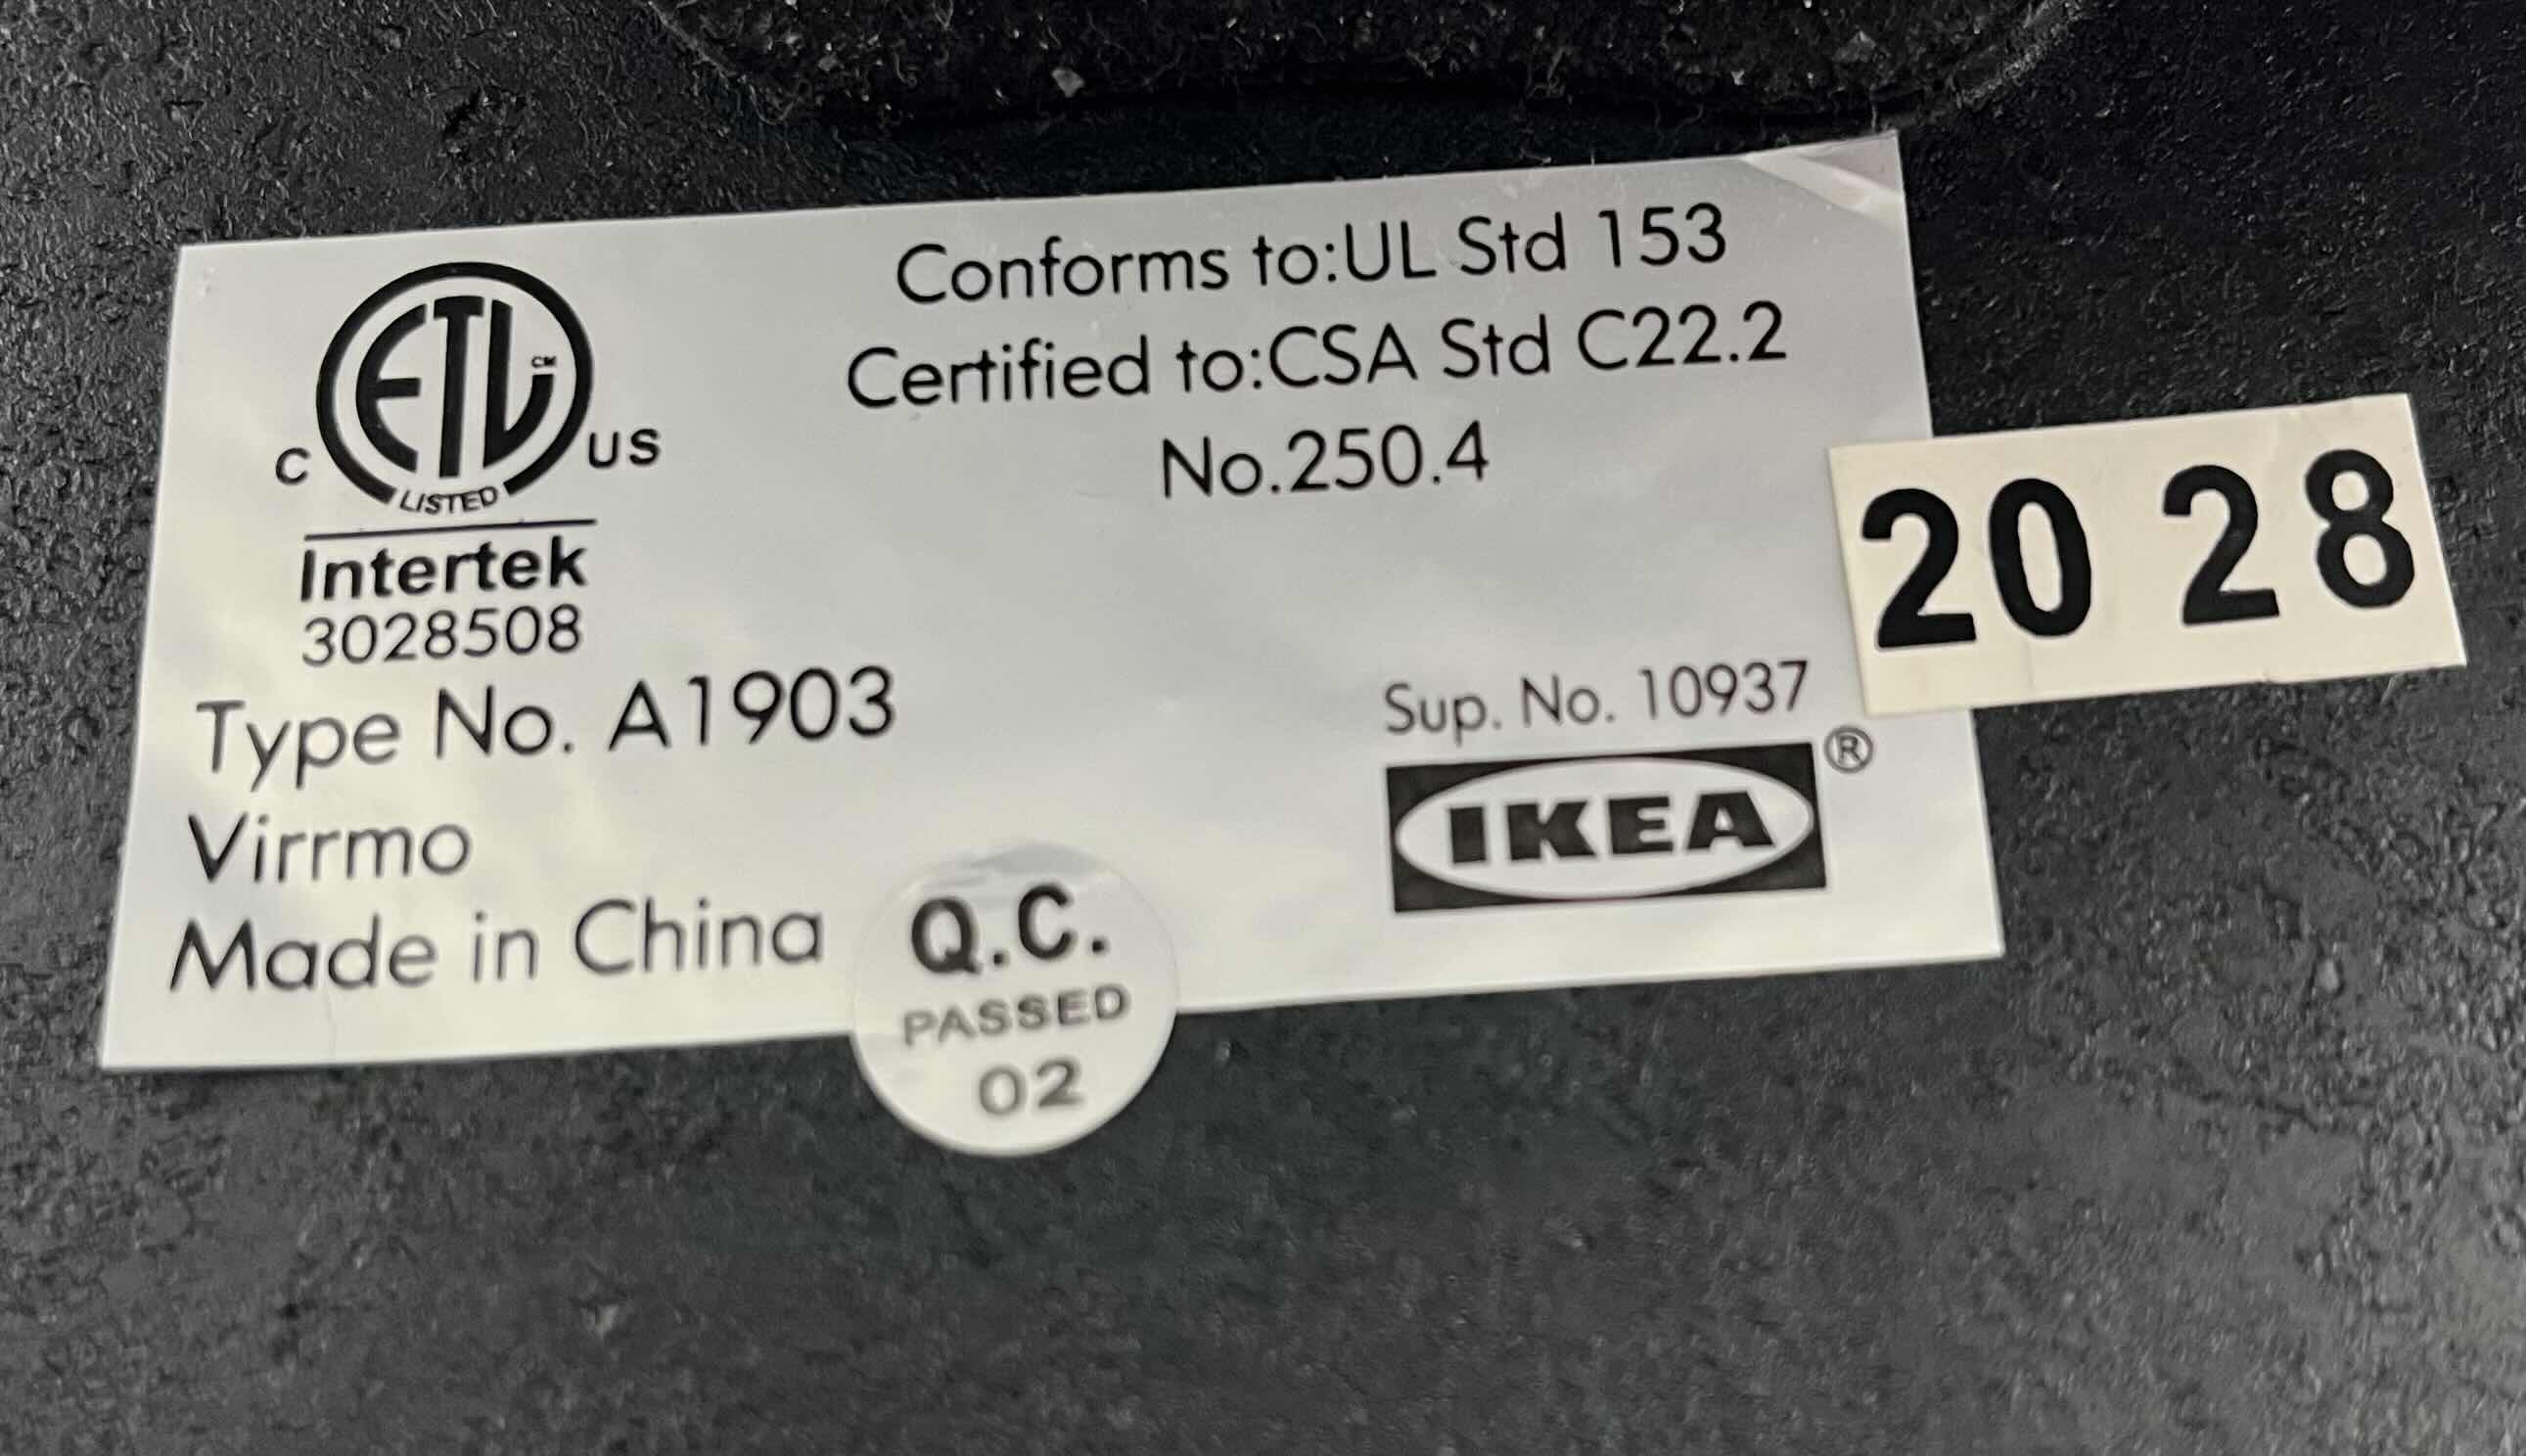 Conforms to:UL Std 153
Certified to:CSA Std C22.2
No.250.4
ETL CM
C US
LISTED
Intertek
3028508
Type No. A1903
Virrmo
Made in China
Q.C.
PASSED
02
20 28
Sup. No. 10937
IKEA ®